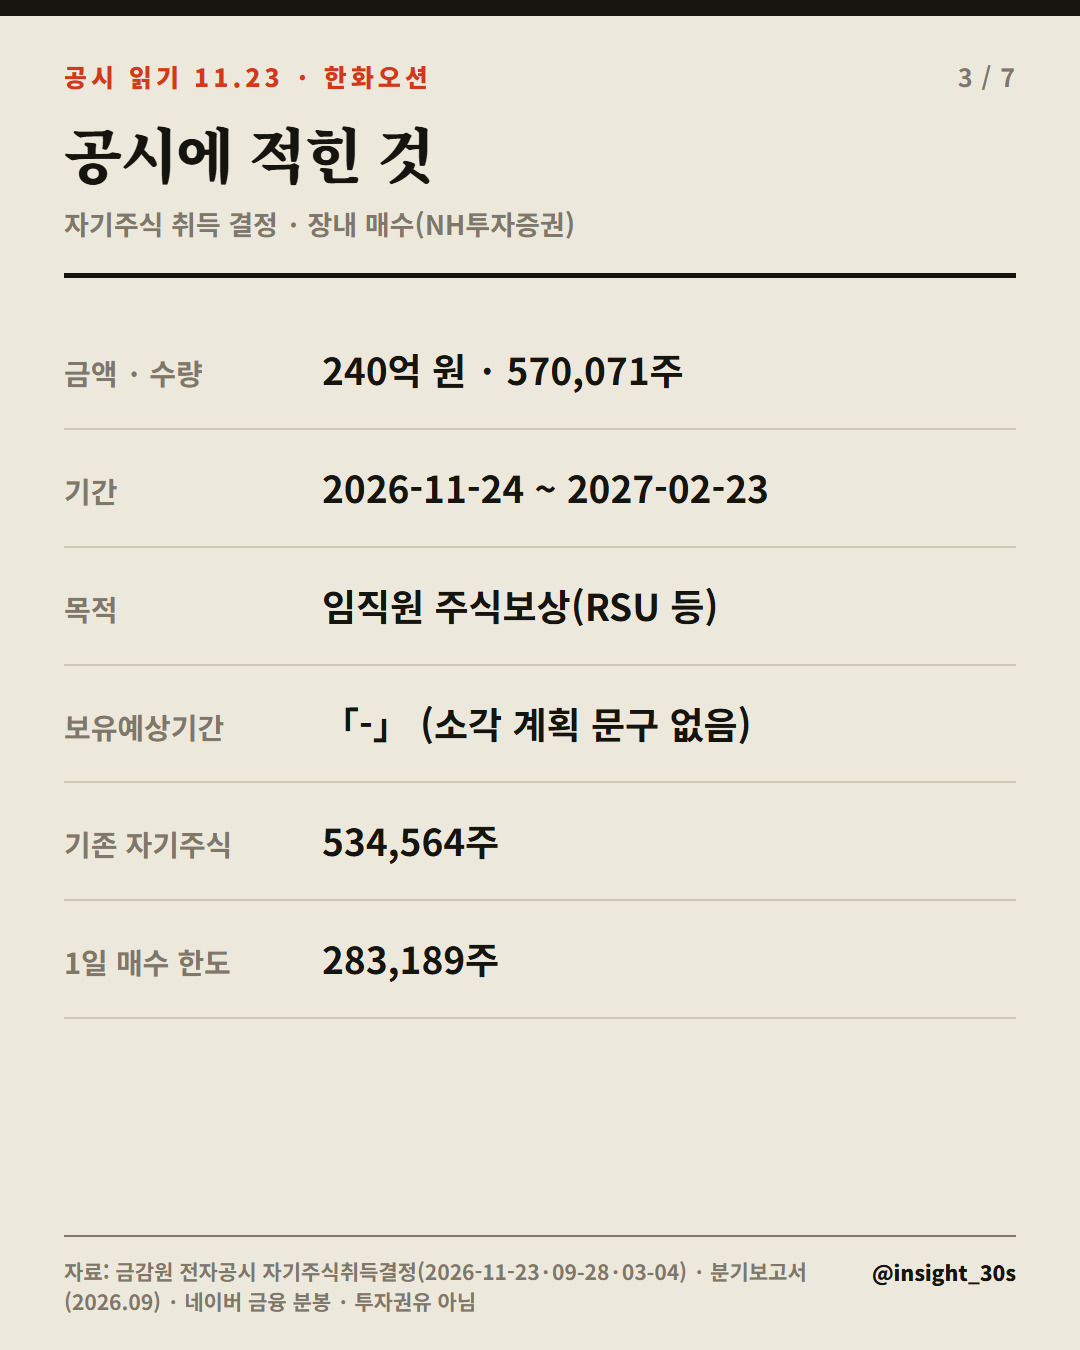 공시 읽기 11.23 · 한화오션
3 / 7
공시에 적힌 것
자기주식 취득 결정 · 장내 매수(NH투자증권)
금액 · 수량 240억 원 · 570,071주
기간 2026-11-24 ~ 2027-02-23
목적 임직원 주식보상(RSU 등)
보유예상기간 「-」 (소각 계획 문구 없음)
기존 자기주식 534,564주
1일 매수 한도 283,189주
자료: 금감원 전자공시 자기주식취득결정(2026-11-23·09-28·03-04) · 분기보고서
(2026.09) · 네이버 금융 분봉 · 투자권유 아님
@insight_30s